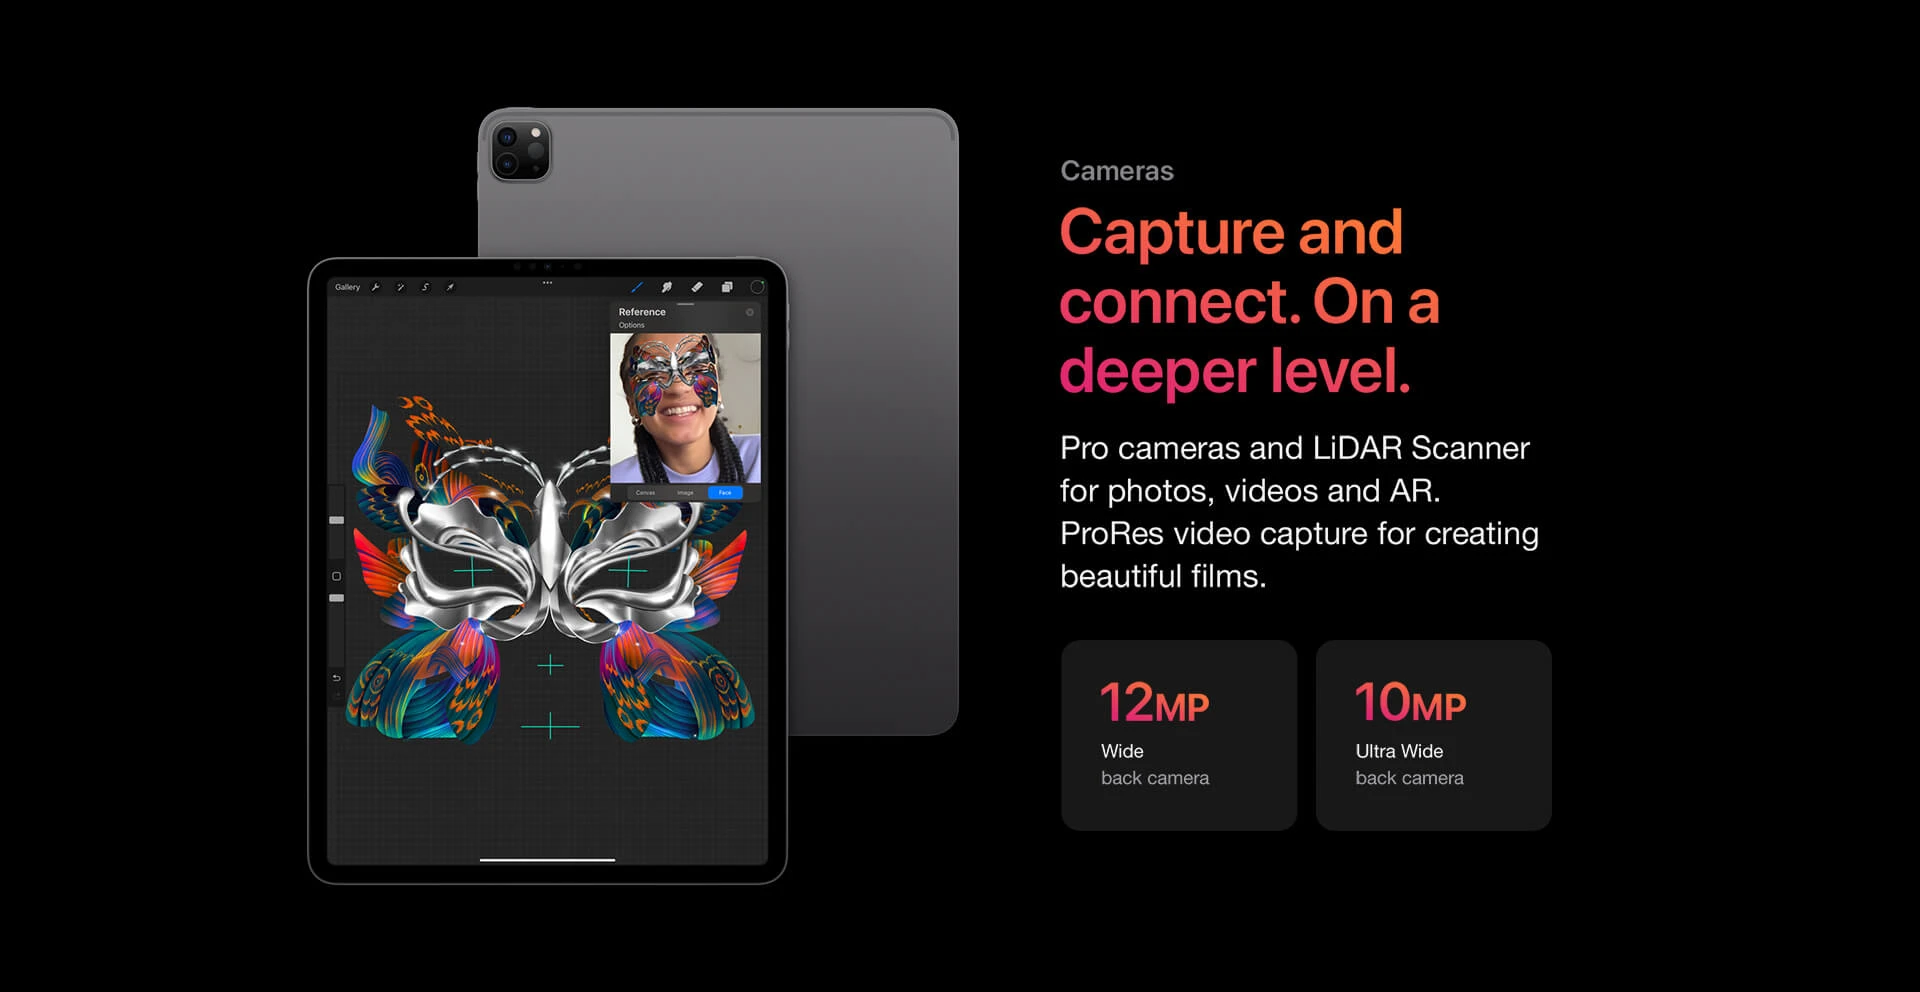 Cameras
Capture and
connect. On a
deeper level.
Pro cameras and LiDAR Scanner
for photos, videos and AR.
ProRes video capture for creating
beautiful films.
12MP
Wide
back camera
10MP
Ultra Wide
back camera
Gallery
Reference
Options
Canvas Image Face